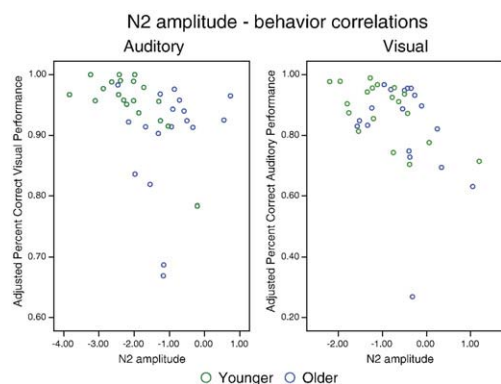 N2 amplitude - behavior correlations
Auditory
Visual
Adjusted Percent Correct Visual Performance
1.00
0.90
0.80
0.70
0.60
-4.00 -3.00 -2.00 -1.00 0.00 1.00
N2 amplitude
Adjusted Percent Correct Auditory Performance
1.00
0.80
0.60
0.40
0.20
-2.00 -1.00 0.00 1.00
N2 amplitude
Younger Older